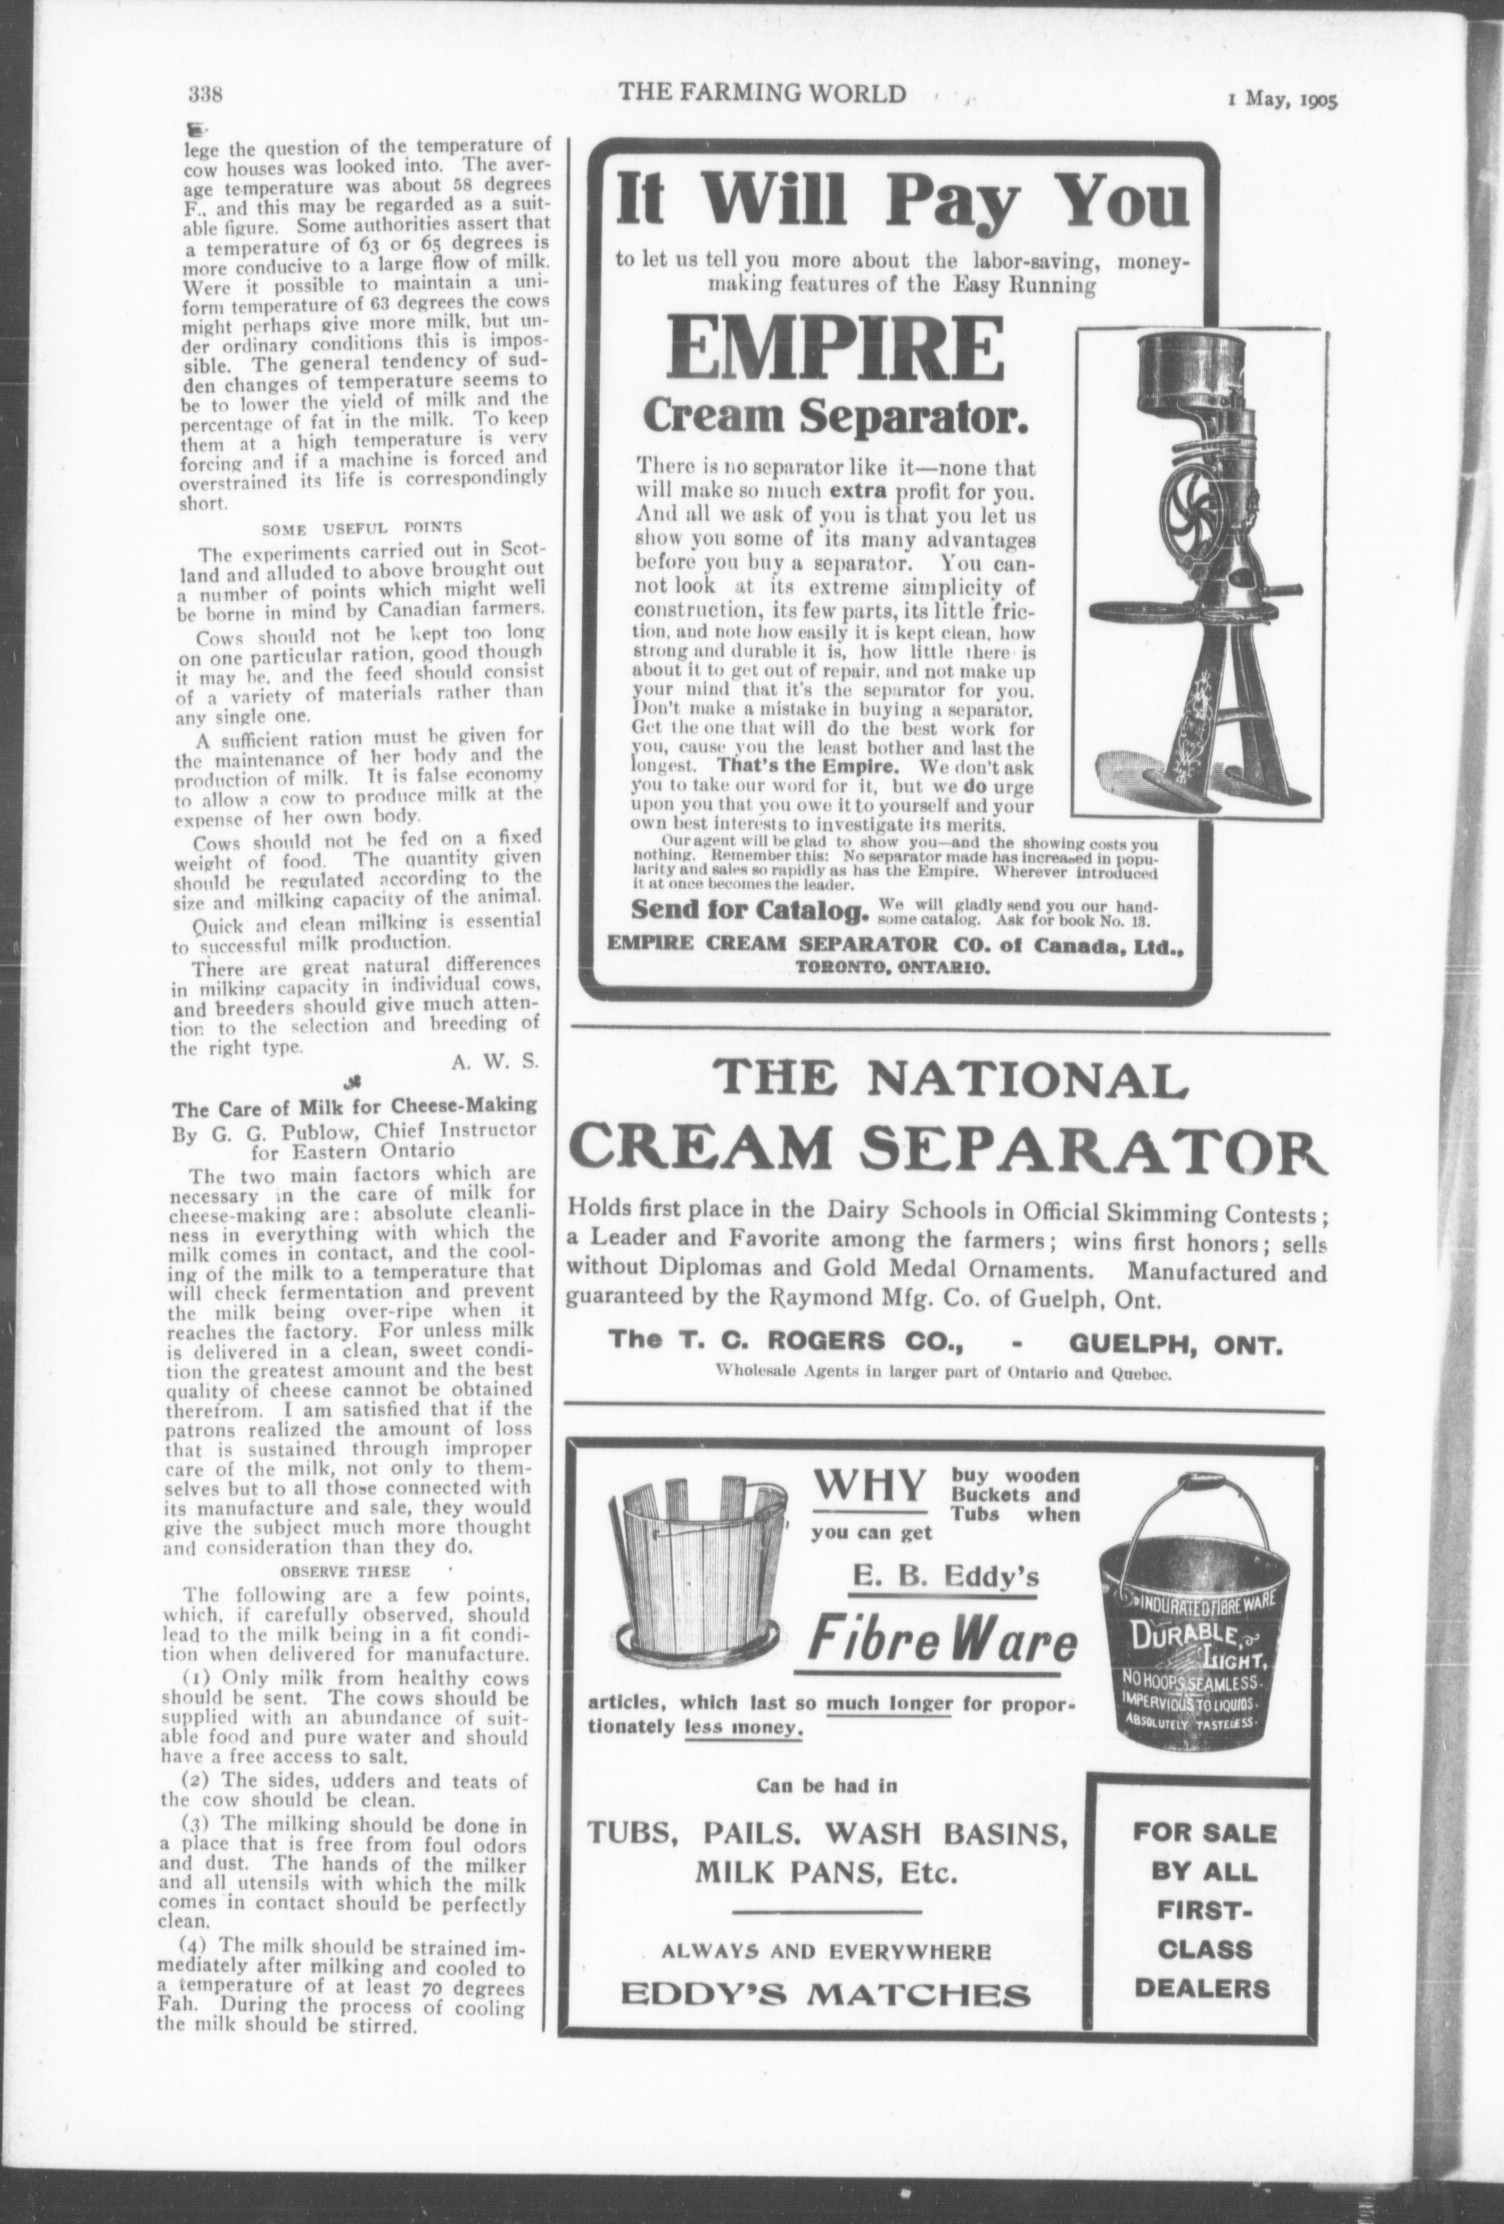 338
THE FARMING WORLD
1 May, 1905
lege the question of the temperature of
cow houses was looked into. The aver-
age temperature was about 58 degrees
F., and this may be regarded as a suit-
able figure. Some authorities assert that
a temperature of 63 or 65 degrees is
more conducive to a large flow of milk.
Were it possible to maintain a uni-
form temperature of 63 degrees the cows
might perhaps give more milk, but un-
der ordinary conditions this is impos-
sible. The general tendency of sud-
den changes of temperature seems to
be to lower the yield of milk and the
percentage of fat in the milk. To keep
them at a high temperature is very
forcing and if a machine is forced and
overstrained its life is correspondingly
short.
SOME USEFUL POINTS
The experiments carried out in Scot-
land and alluded to above brought out
a number of points which might well
be borne in mind by Canadian farmers.
Cows should not be kept too long
on one particular ration, good though
it may be, and the feed should consist
of a variety of materials rather than
any single one.
A sufficient ration must be given for
the maintenance of her body and the
production of milk. It is false economy
to allow a cow to produce milk at the
expense of her own body.
Cows should not be fed on a fixed
weight of food. The quantity given
should be regulated according to the
size and milking capacity of the animal.
Quick and clean milking is essential
to successful milk production.
There are great natural differences
in milking capacity in individual cows,
and breeders should give much atten-
tion to the selection and breeding of
the right type.
A. W. S.
The Care of Milk for Cheese-Making
By G. G. Publow, Chief Instructor
for Eastern Ontario
The two main factors which are
necessary in the care of milk for
cheese-making are: absolute cleanli-
ness in everything with which the
milk comes in contact, and the cool-
ing of the milk to a temperature that
will check fermentation and prevent
the milk being over-ripe when it
reaches the factory. For unless milk
is delivered in a clean, sweet condi-
tion the greatest amount and the best
quality of cheese cannot be obtained
therefrom. I am satisfied that if the
patrons realized the amount of loss
that is sustained through improper
care of the milk, not only to them-
selves but to all those connected with
its manufacture and sale, they would
give the subject much more thought
and consideration than they do.
OBSERVE THESE
The following are a few points,
which, if carefully observed, should
lead to the milk being in a fit condi-
tion when delivered for manufacture.
(1) Only milk from healthy cows
should be sent. The cows should be
supplied with an abundance of suit-
able food and pure water and should
have a free access to salt.
(2) The sides, udders and teats of
the cow should be clean.
(3) The milking should be done in
a place that is free from foul odors
and dust. The hands of the milker
and all utensils with which the milk
comes in contact should be perfectly
clean.
(4) The milk should be strained im-
mediately after milking and cooled to
a temperature of at least 70 degrees
Fah. During the process of cooling
the milk should be stirred.
It Will Pay You
to let us tell you more about the labor-saving, money-
making features of the Easy Running
EMPIRE
Cream Separator.
There is no separator like it—none that
will make so much extra profit for you.
And all we ask of you is that you let us
show you some of its many advantages
before you buy a separator. You can-
not look at its extreme simplicity of
construction, its few parts, its little fric-
tion, and note how easily it is kept clean, how
strong and durable it is, how little there is
about it to get out of repair, and not make up
your mind that it's the separator for you.
Don't make a mistake in buying a separator.
Get the one that will do the best work for
you, cause you the least bother and last the
longest. That's the Empire. We don't ask
you to take our word for it, but we do urge
upon you that you owe it to yourself and your
own best interests to investigate its merits.
Our agent will be glad to show you—and the showing costs you
nothing. Remember this: No separator made has increased in popu-
larity and sales so rapidly as has the Empire. Wherever introduced
it at once becomes the leader.
Send for Catalog. We will gladly send you our hand-
some catalog. Ask for book No. 13.
EMPIRE CREAM SEPARATOR CO. of Canada, Ltd.,
TORONTO, ONTARIO.
THE NATIONAL
CREAM SEPARATOR
Holds first place in the Dairy Schools in Official Skimming Contests;
a Leader and Favorite among the farmers; wins first honors; sells
without Diplomas and Gold Medal Ornaments. Manufactured and
guaranteed by the Raymond Mfg. Co. of Guelph, Ont.
The T. C. ROGERS CO., - GUELPH, ONT.
Wholesale Agents in larger part of Ontario and Quebec.
WHY buy wooden
Buckets and
Tubs when
you can get
E. B. Eddy's
Fibre Ware
articles, which last so much longer for propor-
tionately less money.
INDURATED FIBRE WARE
DURABLE,
LIGHT,
NO HOOPS, SEAMLESS.
IMPERVIOUS TO LIQUIDS.
ABSOLUTELY TASTELESS.
Can be had in
TUBS, PAILS. WASH BASINS,
MILK PANS, Etc.
ALWAYS AND EVERYWHERE
EDDY'S MATCHES
FOR SALE
BY ALL
FIRST-
CLASS
DEALERS